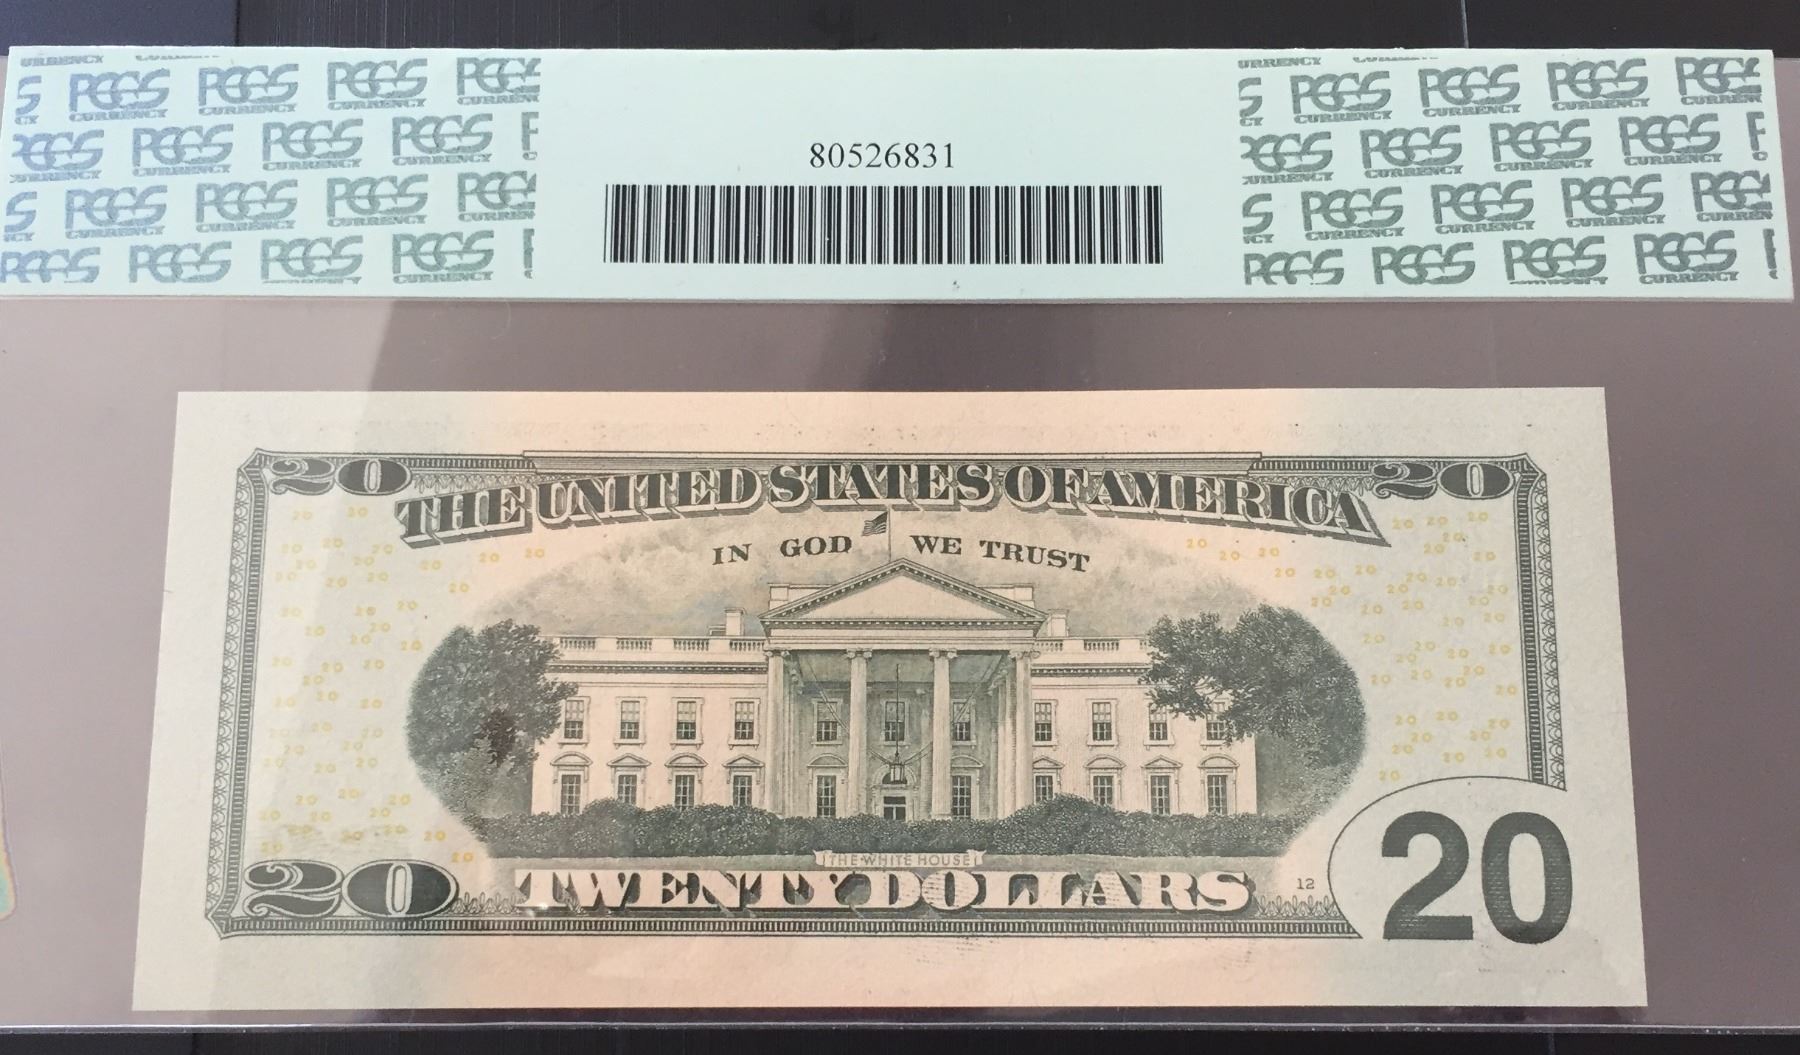 PCGS CURRENCY
80526831
20 THE UNITED STATES OF AMERICA 20
IN GOD WE TRUST
THE WHITE HOUSE
20 TWENTY DOLLARS 12 20